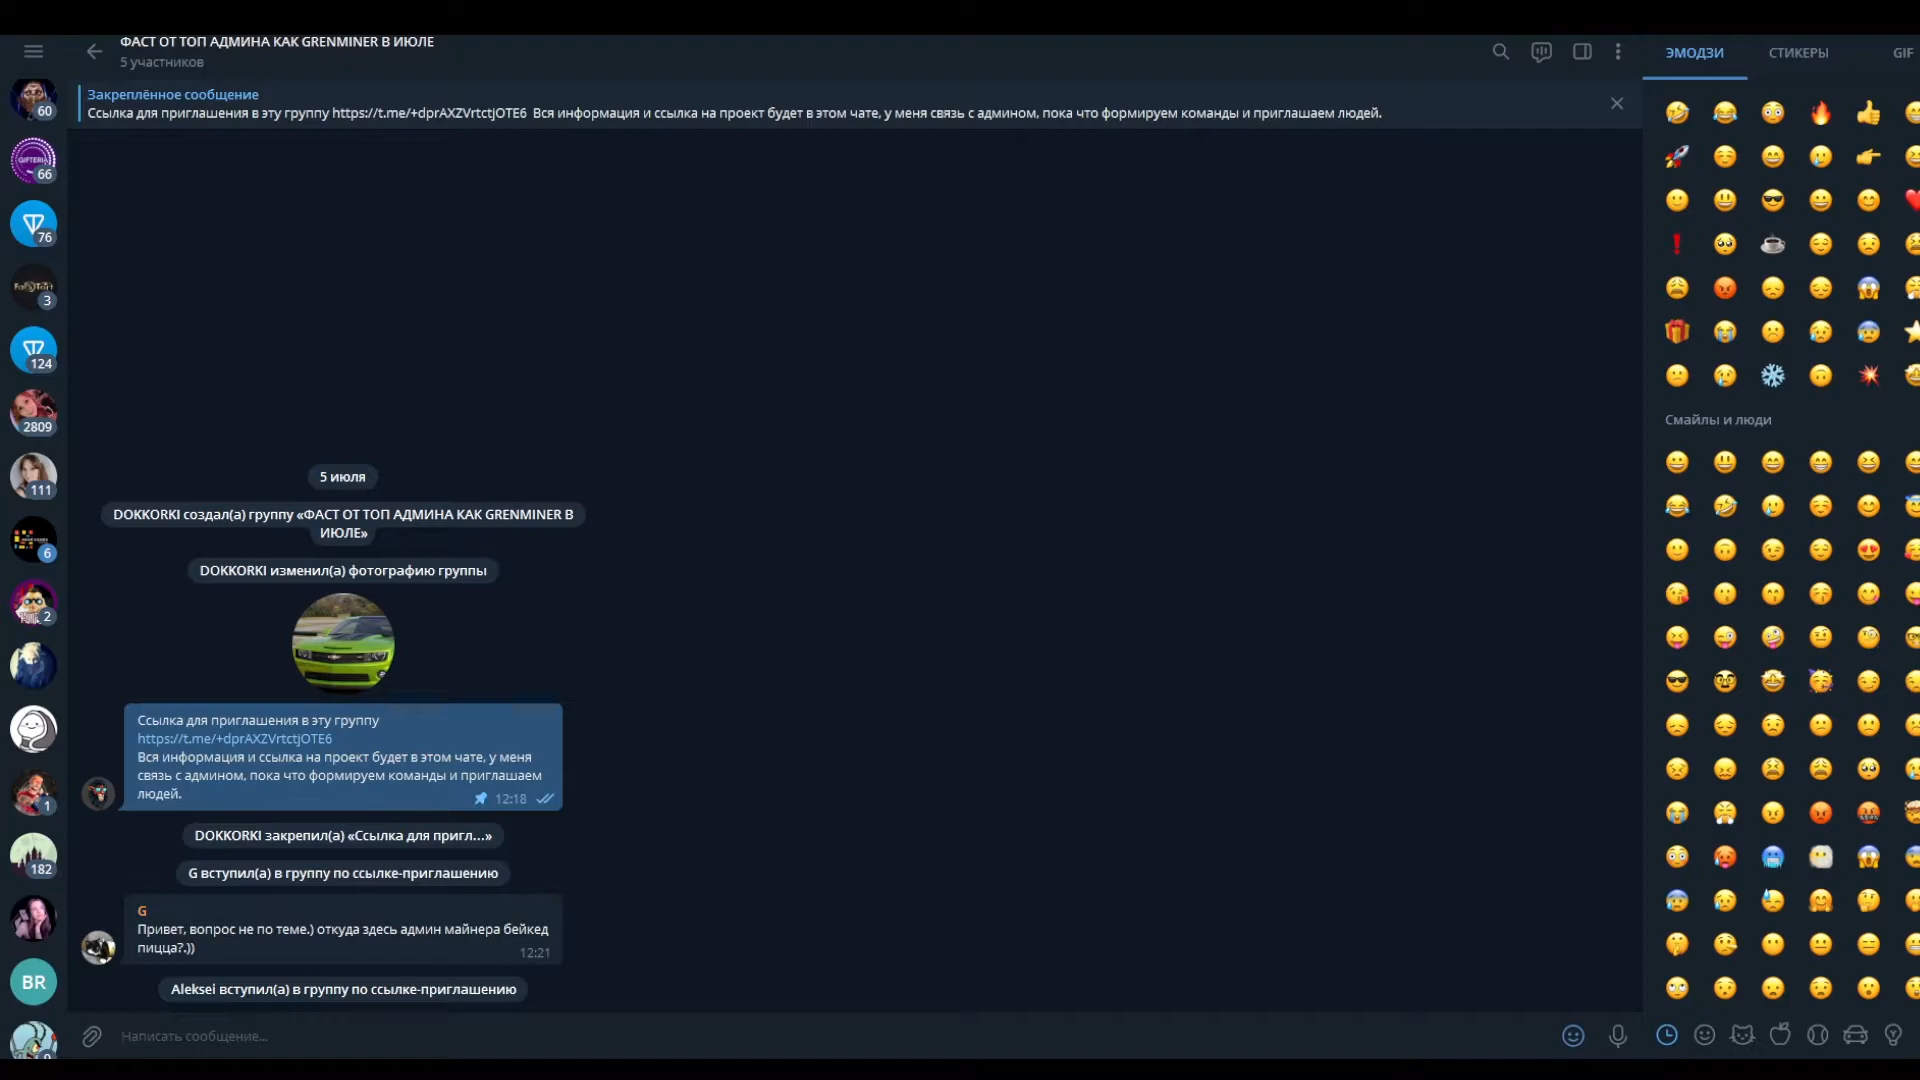 ФАСТ ОТ ТОП АДМИНА КАК GRENMINER В ИЮЛЕ
5 участников
ЭМОДЗИ
СТИКЕРЫ
GIF
Закреплённое сообщение
Ссылка для приглашения в эту группу https://t.me/+dprAXZVrtctjOTE6 Вся информация и ссылка на проект будет в этом чате, у меня связь с админом, пока что формируем команды и приглашаем людей.
60
66
76
3
124
2809
111
6
2
1
182
BR
Смайлы и люди
5 июля
DOKKORKI создал(а) группу «ФАСТ ОТ ТОП АДМИНА КАК GRENMINER В
ИЮЛЕ»
DOKKORKI изменил(а) фотографию группы
Ссылка для приглашения в эту группу
https://t.me/+dprAXZVrtctjOTE6
Вся информация и ссылка на проект будет в этом чате, у меня
связь с админом, пока что формируем команды и приглашаем
людей.
12:18
DOKKORKI закрепил(а) «Ссылка для пригл...»
G вступил(а) в группу по ссылке-приглашению
G
Привет, вопрос не по теме.) откуда здесь админ майнера бейкед
пицца?.))
12:21
Aleksei вступил(а) в группу по ссылке-приглашению
Написать сообщение...